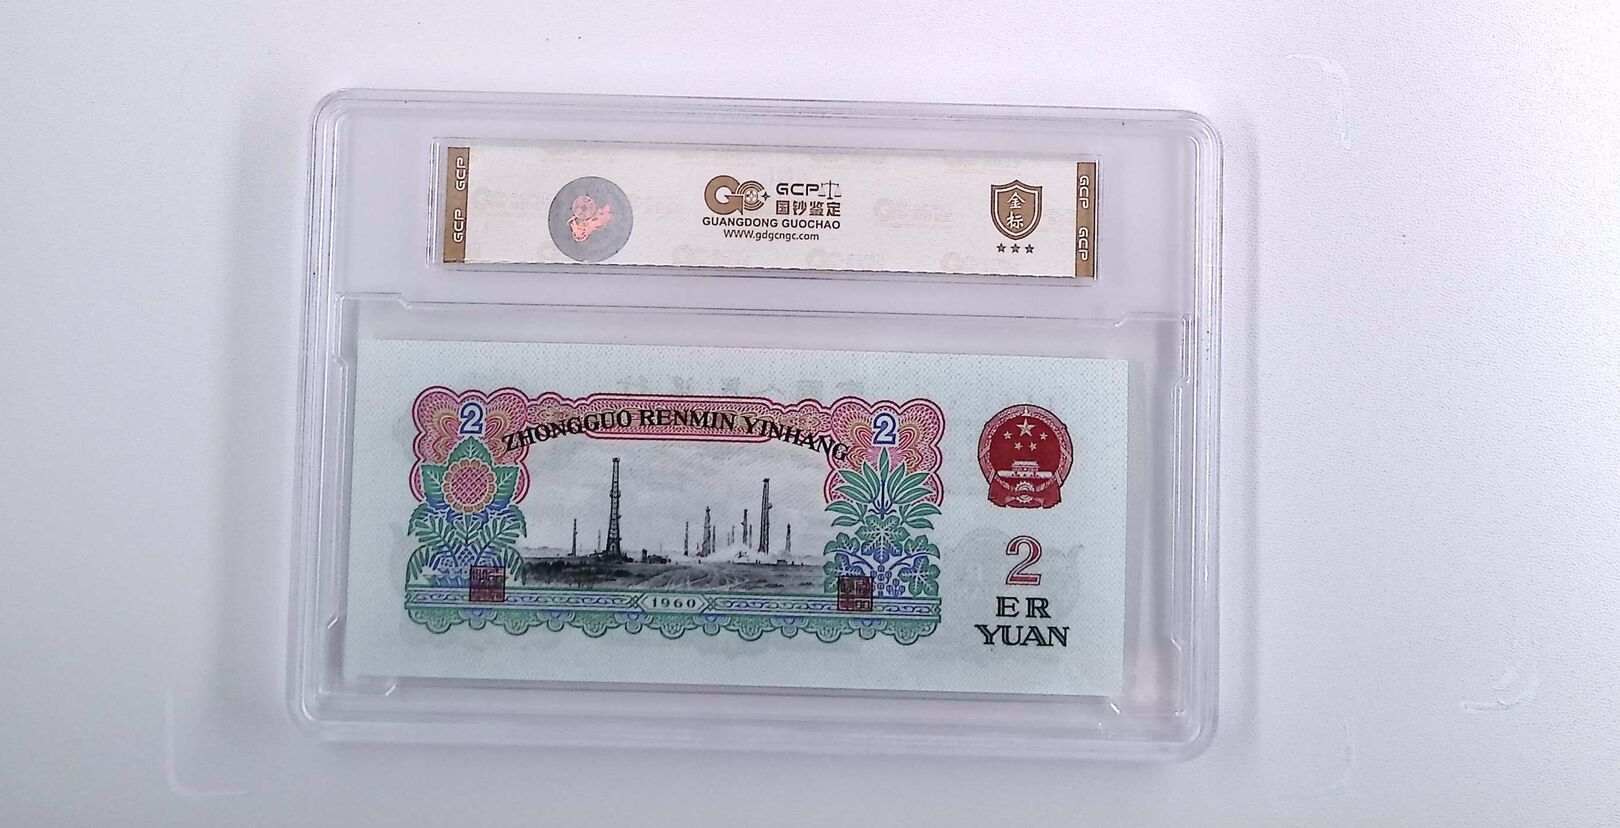 GCP GCP
GCP
国钞鉴定
GUANGDONG GUOCHAO
www.gdgcngc.com
金标
GCP GCP
2
ZHONGGUO RENMIN YINHANG
2
1960
2
ER
YUAN